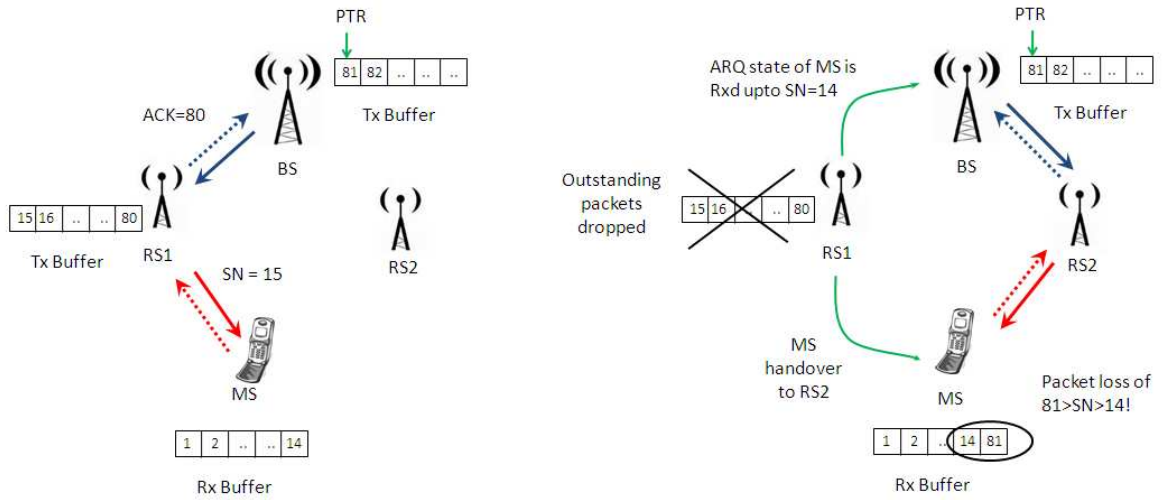 PTR
81 82 .. .. ..
Tx Buffer
ACK=80
BS
15 16 .. .. 80
Tx Buffer
RS1
RS2
SN = 15
MS
1 2 .. .. 14
Rx Buffer
PTR
81 82 .. .. ..
Tx Buffer
ARQ state of MS is
Rxd upto SN=14
BS
Outstanding
packets
dropped
15 16 .. .. 80
RS1
RS2
MS
handover
to RS2
MS
Packet loss of
81>SN>14!
1 2 .. 14 81
Rx Buffer